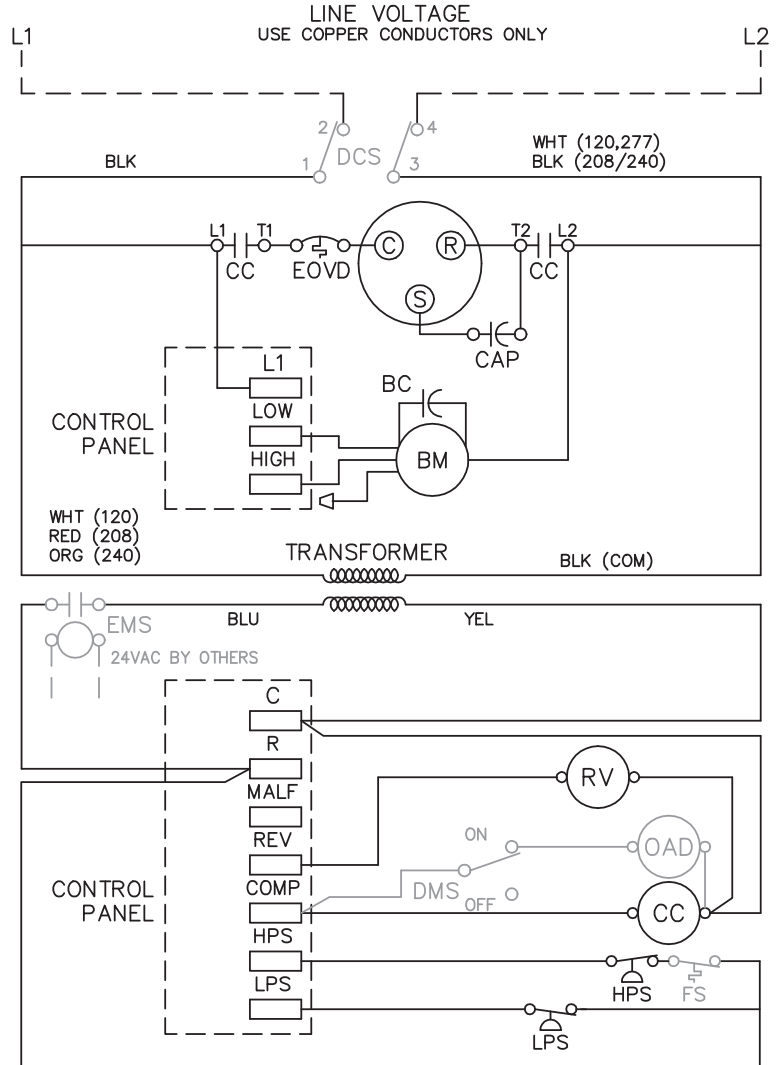 LINE VOLTAGE
L1
USE COPPER CONDUCTORS ONLY
L2
2
4
DCS
WHT (120,277)
BLK (208/240)
BLK
1
3
L1
T1
C
R
T2
L2
CC
EOVD
CC
S
CAP
L1
BC
LOW
CONTROL
PANEL
HIGH
BM
WHT (120)
RED (208)
ORG (240)
TRANSFORMER
BLK (COM)
BLU
YEL
EMS
24VAC BY OTHERS
C
R
RV
MALF
REV
ON
OAD
COMP
DMS
OFF
CONTROL
PANEL
CC
HPS
LPS
HPS
FS
LPS